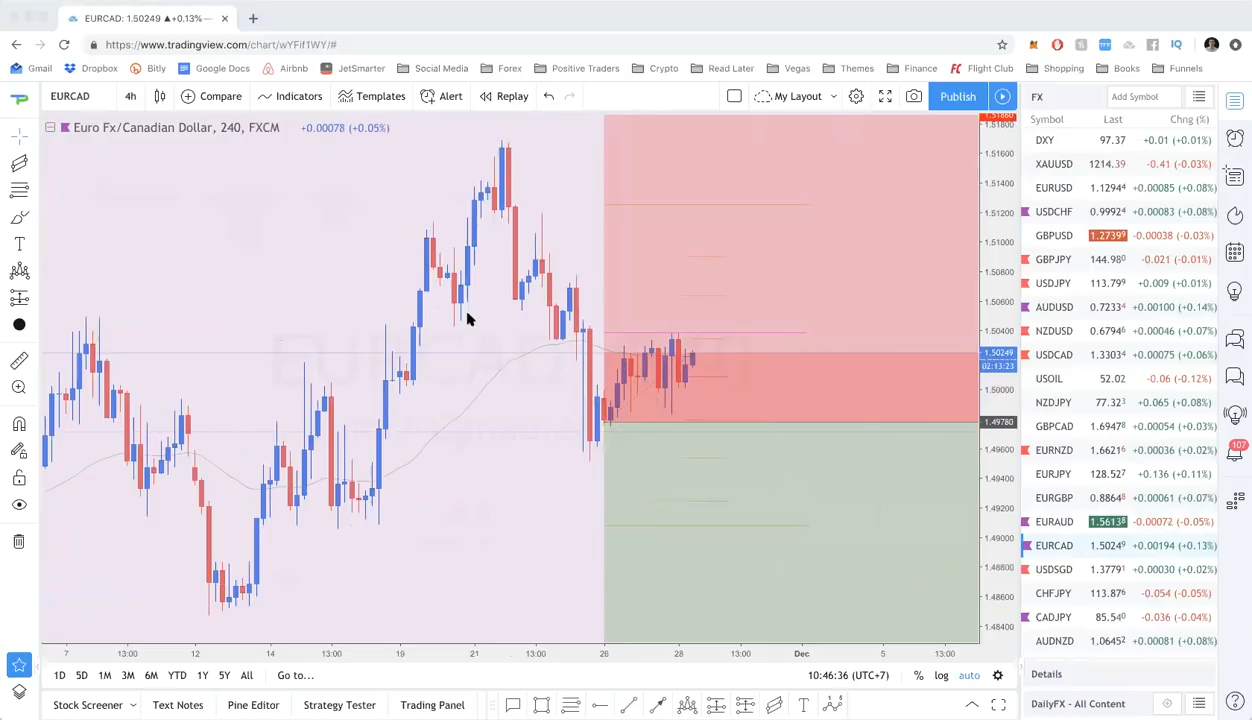 EURCAD: 1.50249 ▲+0.13% —
https://www.tradingview.com/chart/wYFif1WY/#
Gmail Dropbox Bitly Google Docs Airbnb JetSmarter Social Media Forex Positive Traders Crypto Read Later Vegas Themes Finance Flight Club Shopping Books Funnels
EURCAD 4h Compare Indicators Templates Alert Replay My Layout Publish FX Add Symbol
Euro Fx/Canadian Dollar, 240, FXCM +0.00078 (+0.05%)
1.51800
1.51600
1.51400
1.51200
1.51000
1.50800
1.50600
1.50400
1.50249
02:13:23
1.50000
1.49780
1.49600
1.49400
1.49200
1.49000
1.48800
1.48600
1.48400
7 13:00 12 14 13:00 19 21 13:00 26 28 13:00 Dec 5 13:00
1D 5D 1M 3M 6M YTD 1Y 5Y All Go to... 10:46:36 (UTC+7) % log auto
Stock Screener Text Notes Pine Editor Strategy Tester Trading Panel
Symbol Last Chng (%)
DXY 97.37 +0.01 (+0.01%)
XAUUSD 1214.39 -0.41 (-0.03%)
EURUSD 1.12944 +0.00085 (+0.08%)
USDCHF 0.99924 +0.00083 (+0.08%)
GBPUSD 1.27399 -0.00038 (-0.03%)
GBPJPY 144.980 -0.021 (-0.01%)
USDJPY 113.799 +0.009 (+0.01%)
AUDUSD 0.72334 +0.00100 (+0.14%)
NZDUSD 0.67946 +0.00046 (+0.07%)
USDCAD 1.33034 +0.00075 (+0.06%)
USOIL 52.02 -0.06 (-0.12%)
NZDJPY 77.323 +0.065 (+0.08%)
GBPCAD 1.69478 +0.00054 (+0.03%)
EURNZD 1.66216 +0.00036 (+0.02%)
EURJPY 128.527 +0.136 (+0.11%)
EURGBP 0.88648 +0.00061 (+0.07%)
EURAUD 1.56138 -0.00072 (-0.05%)
EURCAD 1.50249 +0.00194 (+0.13%)
USDSGD 1.37791 +0.00030 (+0.02%)
CHFJPY 113.876 -0.054 (-0.05%)
CADJPY 85.540 -0.036 (-0.04%)
AUDNZD 1.06452 +0.00081 (+0.08%)
107
Details
DailyFX - All Content